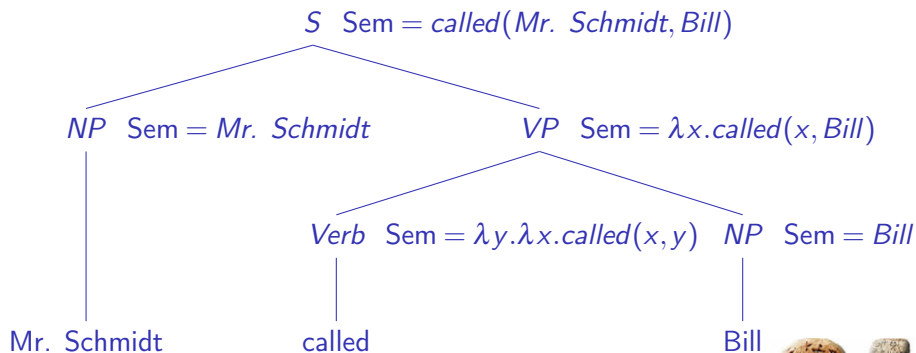 S Sem = called(Mr. Schmidt, Bill)
NP Sem = Mr. Schmidt VP Sem = λx.called(x, Bill)
Verb Sem = λy.λx.called(x, y) NP Sem = Bill
Mr. Schmidt called Bill